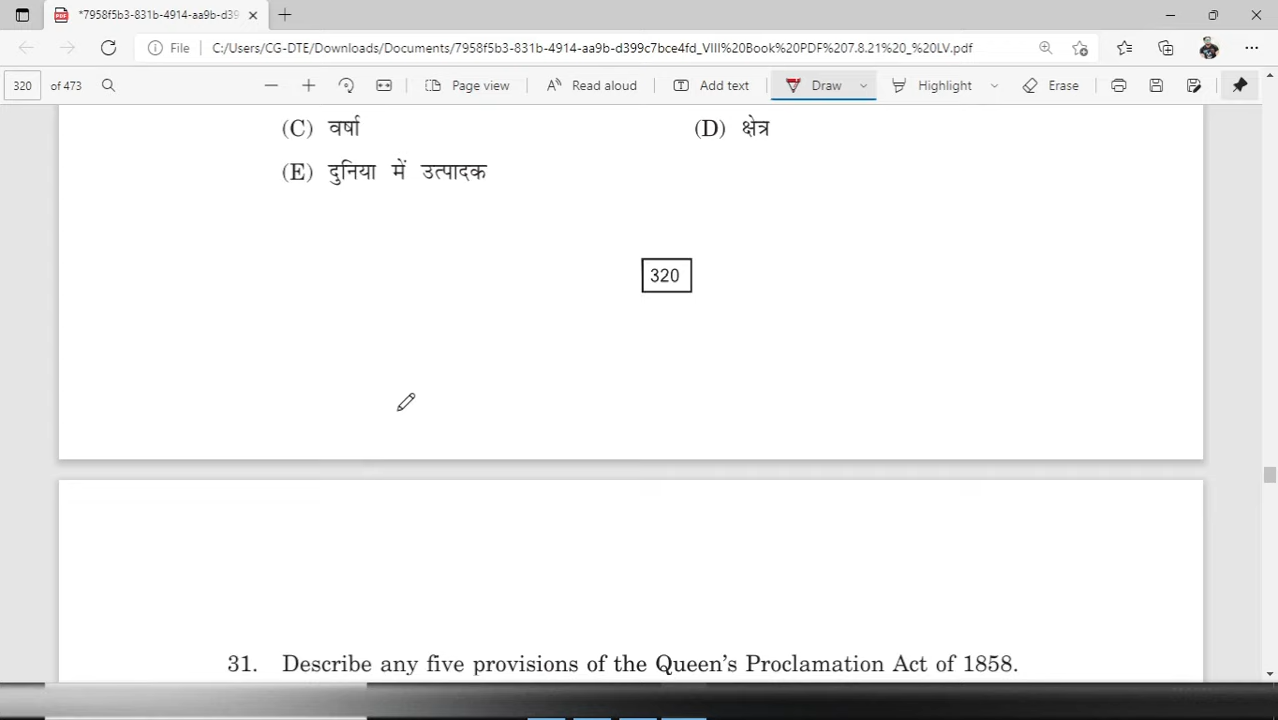 *7958f5b3-831b-4914-aa9b-d39
File C:/Users/CG-DTE/Downloads/Documents/7958f5b3-831b-4914-aa9b-d399c7bce4fd_VIII%20Book%20PDF%207.8.21%20_%20LV.pdf
320 of 473 Page view Read aloud Add text Draw Highlight Erase
(C) वर्षा (D) क्षेत्र
(E) दुनिया में उत्पादक
320
31. Describe any five provisions of the Queen's Proclamation Act of 1858.